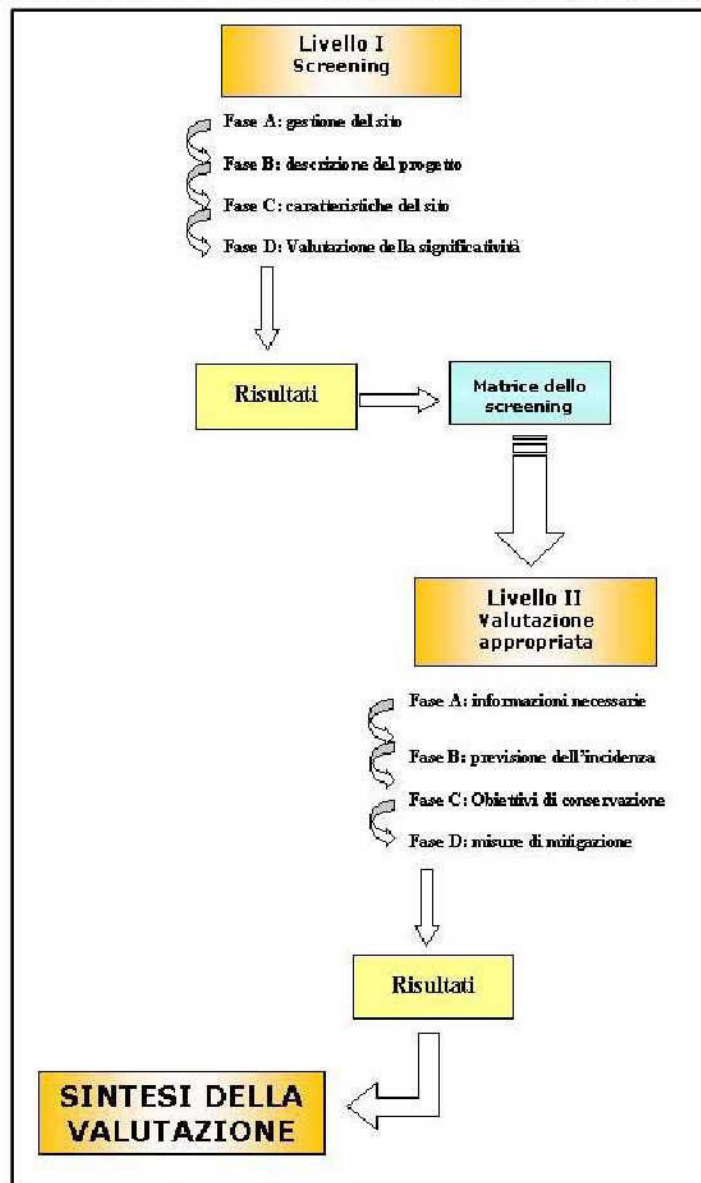 Livello I
Screening
Fase A: gestione del sito
Fase B: descrizione del progetto
Fase C: caratteristiche del sito
Fase D: Valutazione della significatività
Risultati
Matrice dello
screening
Livello II
Valutazione
appropriata
Fase A: informazioni necessarie
Fase B: previsione dell'incidenza
Fase C: Obiettivi di conservazione
Fase D: misure di mitigazione
Risultati
SINTESI DELLA
VALUTAZIONE